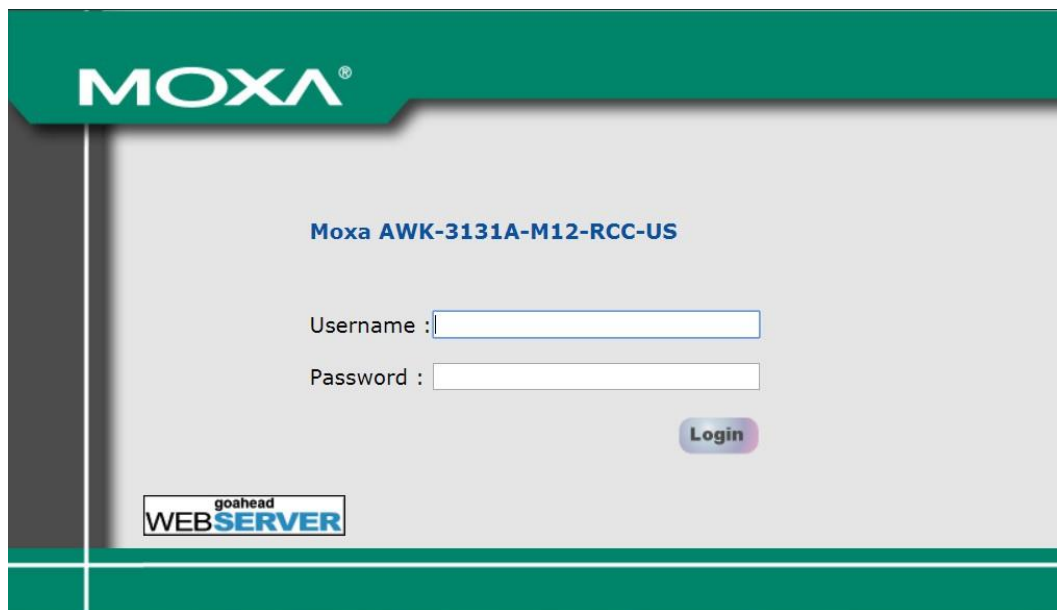 MOXA®
Moxa AWK-3131A-M12-RCC-US
Username :
Password :
Login
goahead
WEBSERVER